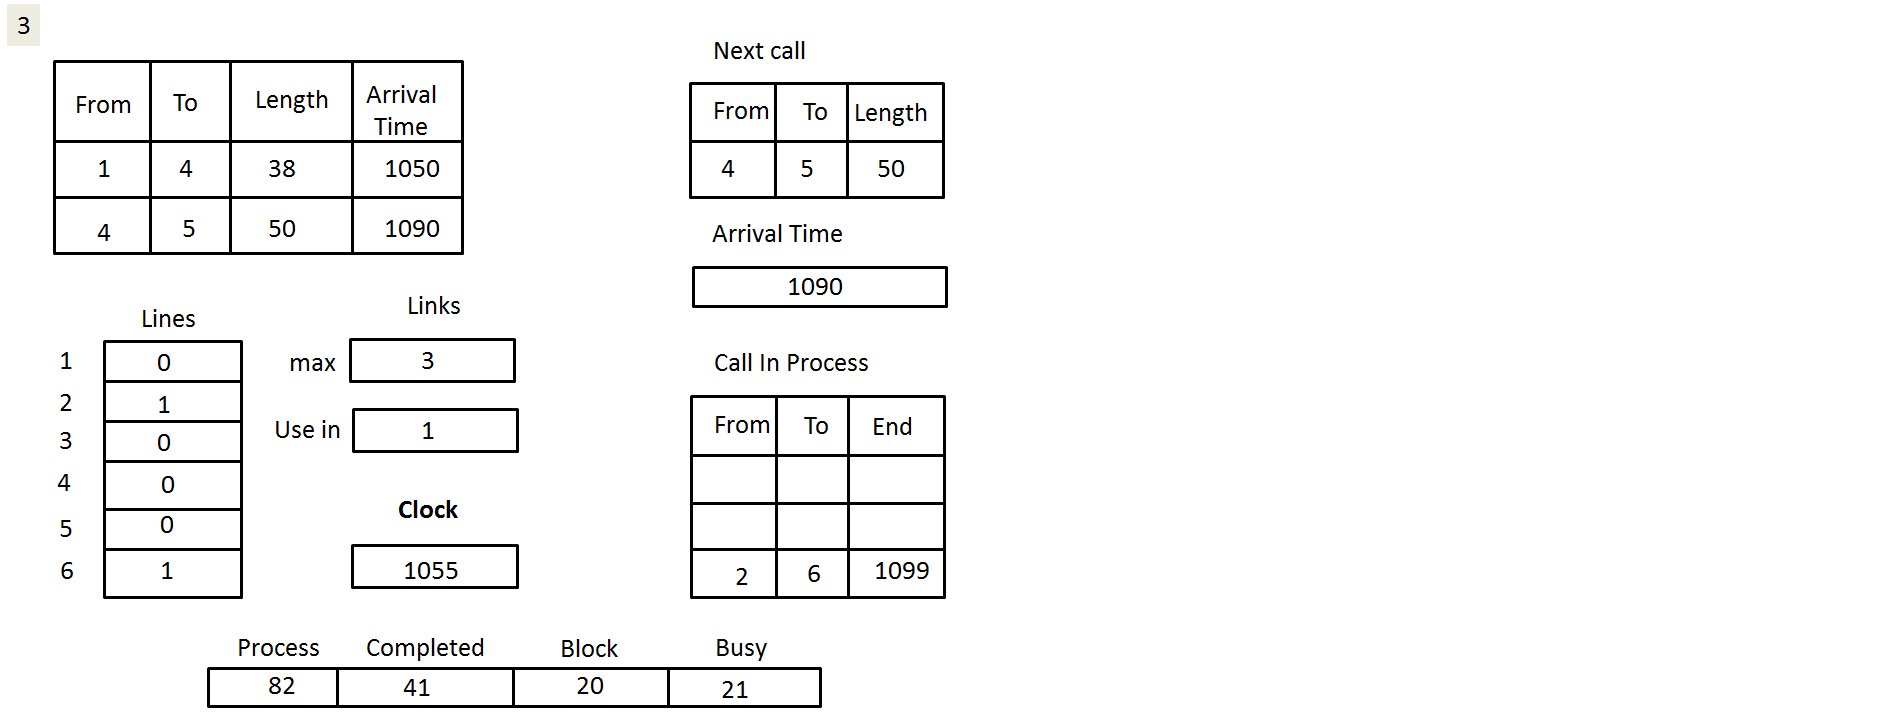 3
From To Length Arrival Time
1 4 38 1050
4 5 50 1090
Next call
From To Length
4 5 50
Arrival Time
1090
Lines
1 0
2 1
3 0
4 0
5 0
6 1
Links
max 3
Use in 1
Clock
1055
Call In Process
From To End
2 6 1099
Process Completed Block Busy
82 41 20 21